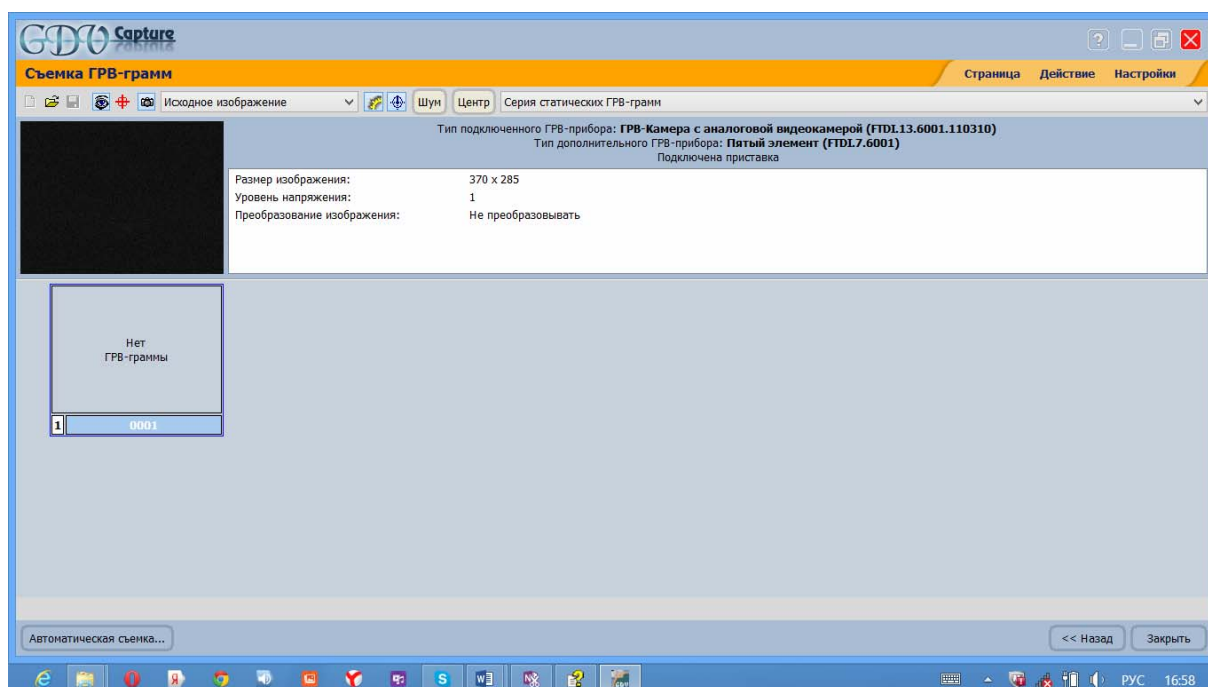 GDV Capture
Съемка ГРВ-грамм
Страница Действие Настройки
Исходное изображение Шум Центр Серия статических ГРВ-грамм
Тип подключенного ГРВ-прибора: ГРВ-Камера с аналоговой видеокамерой (FTDI.13.6001.110310)
Тип дополнительного ГРВ-прибора: Пятый элемент (FTDI.7.6001)
Подключена приставка
Размер изображения: 370 x 285
Уровень напряжения: 1
Преобразование изображения: Не преобразовывать
Нет
ГРВ-граммы
1 0001
Автоматическая съемка... << Назад Закрыть
РУС 16:58